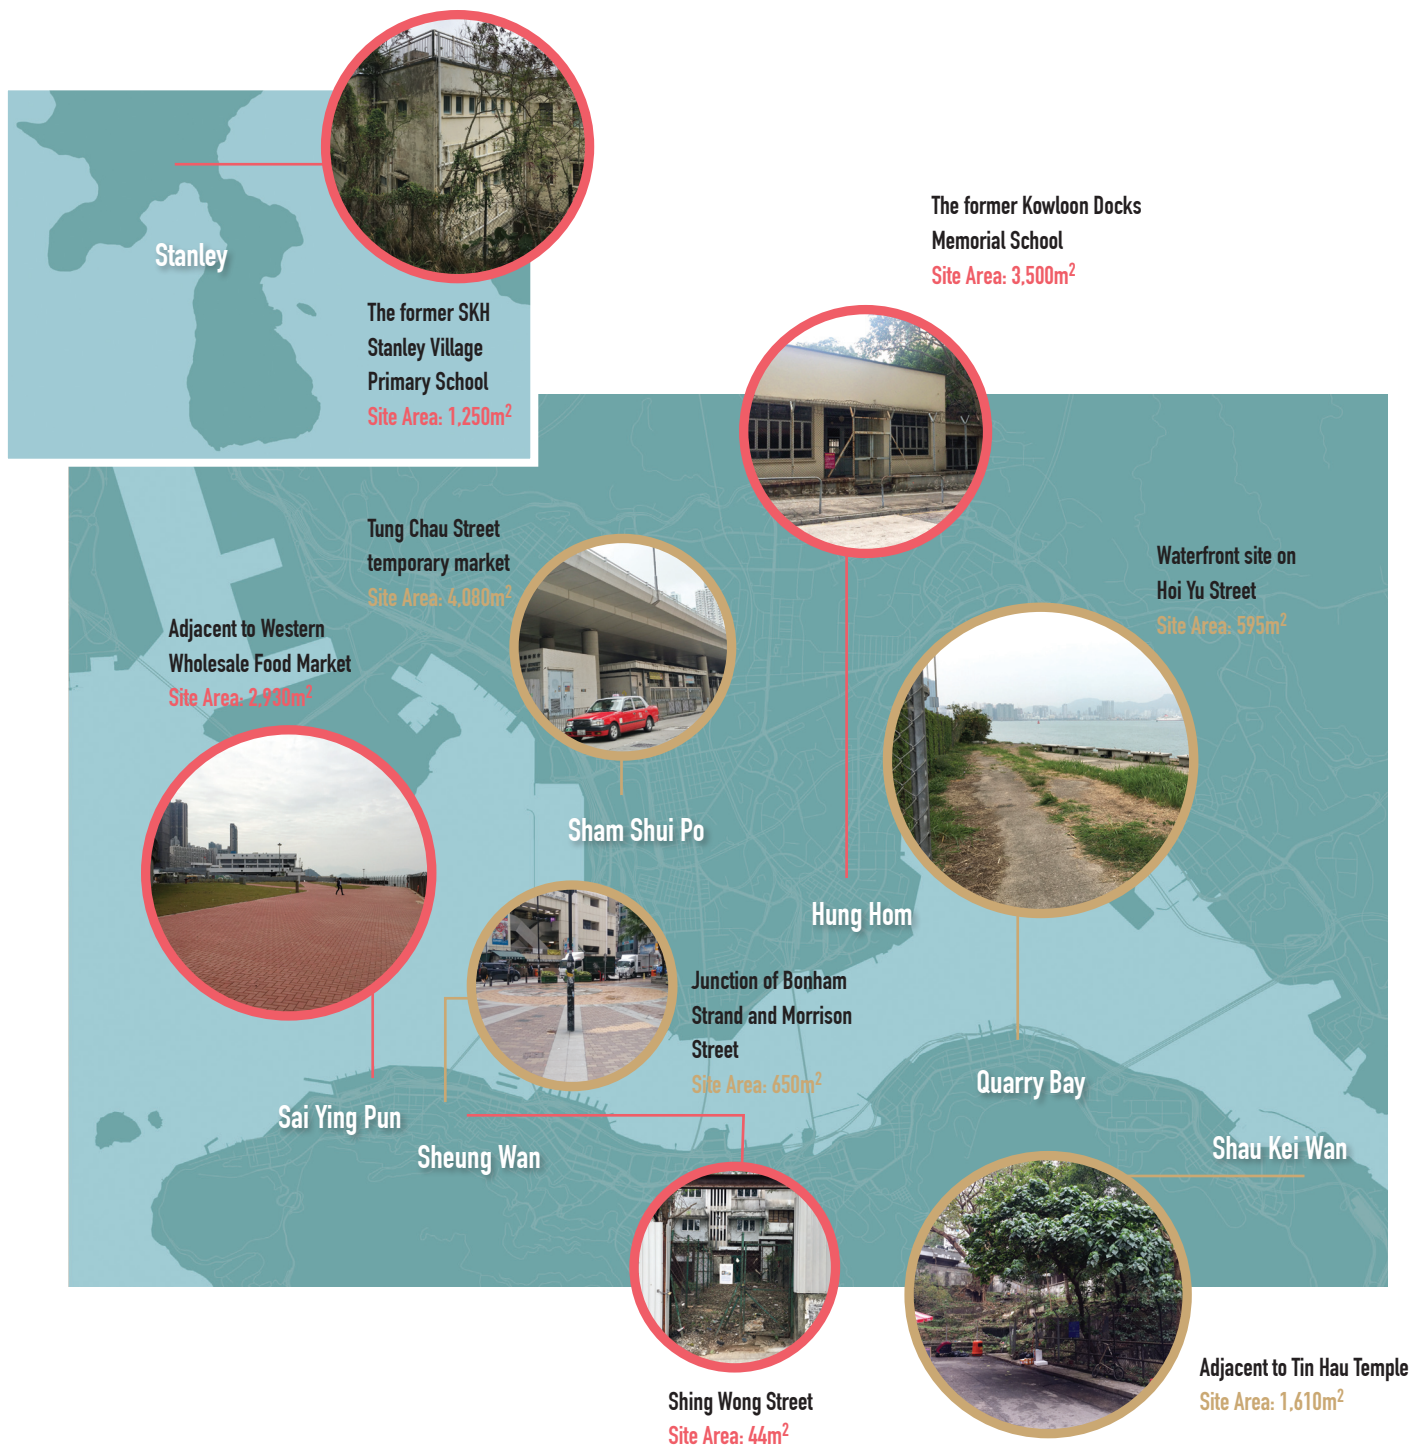 Stanley
The former SKH
Stanley Village
Primary School
Site Area: 1,250m²
The former Kowloon Docks
Memorial School
Site Area: 3,500m²
Tung Chau Street
temporary market
Site Area: 4,080m²
Waterfront site on
Hoi Yu Street
Site Area: 595m²
Adjacent to Western
Wholesale Food Market
Site Area: 2,930m²
Sham Shui Po
Hung Hom
Junction of Bonham
Strand and Morrison
Street
Site Area: 650m²
Quarry Bay
Sai Ying Pun
Sheung Wan
Shau Kei Wan
Shing Wong Street
Site Area: 44m²
Adjacent to Tin Hau Temple
Site Area: 1,610m²